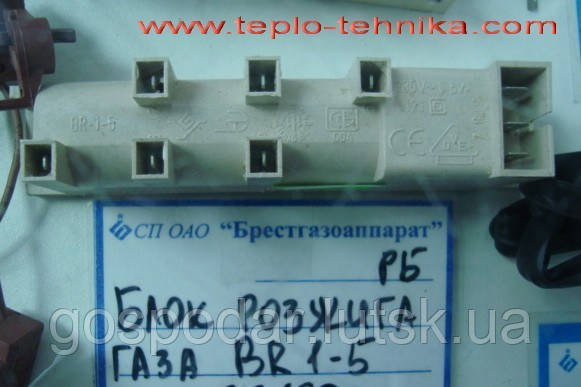 www.teplo-tehnika.com
BR-1-5
CE
СП ОАО "Брестгазоаппарат"
РБ
БЛОК РОЗЖИГА
gospodar.lutsk.ua
ГАЗА BR 1-5